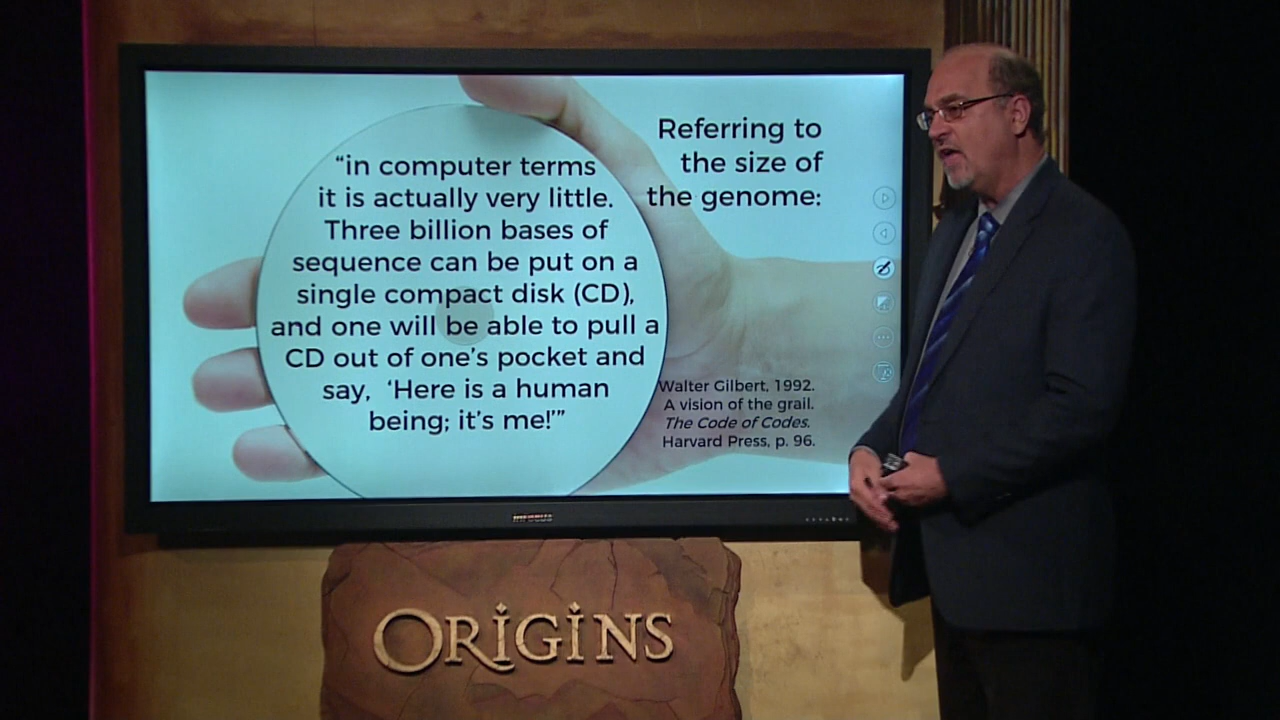 Referring to
the size of
the genome:
“in computer terms
it is actually very little.
Three billion bases of
sequence can be put on a
single compact disk (CD),
and one will be able to pull a
CD out of one’s pocket and
say, ‘Here is a human
being; it’s me!’”
Walter Gilbert, 1992.
A vision of the grail.
The Code of Codes.
Harvard Press, p. 96.
ORIGINS